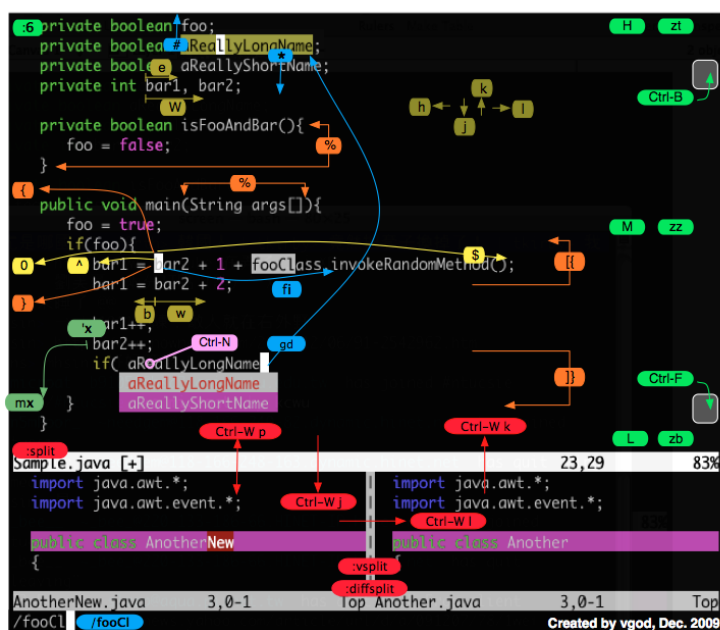 :6 private boolean foo; H zt
private boolean aReallyLongName;
#
*
private boole aReallyShortName;
e
private int bar1, bar2;
W
k
h l
j
Ctrl-B
private boolean isFooAndBar(){
foo = false;
%
}
{
%
public void main(String args[]){
foo = true; M zz
if(foo){
$
0 ^ bar1 = bar2 + 1 + fooClass.invokeRandomMethod(); [{
bar1 = bar2 + 2; fi
}
b w
'x bar1++;
bar2++; Ctrl-N gd
if( aReallyLongName
aReallyLongName ]} Ctrl-F
mx } aReallyShortName
}
Ctrl-W p Ctrl-W k
L zb
:split
Sample.java [+] 23,29 83%
import java.awt.*; import java.awt.*;
import java.awt.event.*; Ctrl-W j import java.awt.event.*;
Ctrl-W l
public class AnotherNew public class Another
{ {
:vsplit
:diffsplit
AnotherNew.java 3,0-1 Top Another.java 3,0-1 Top
/fooCl /fooCl Created by vgod, Dec. 2009